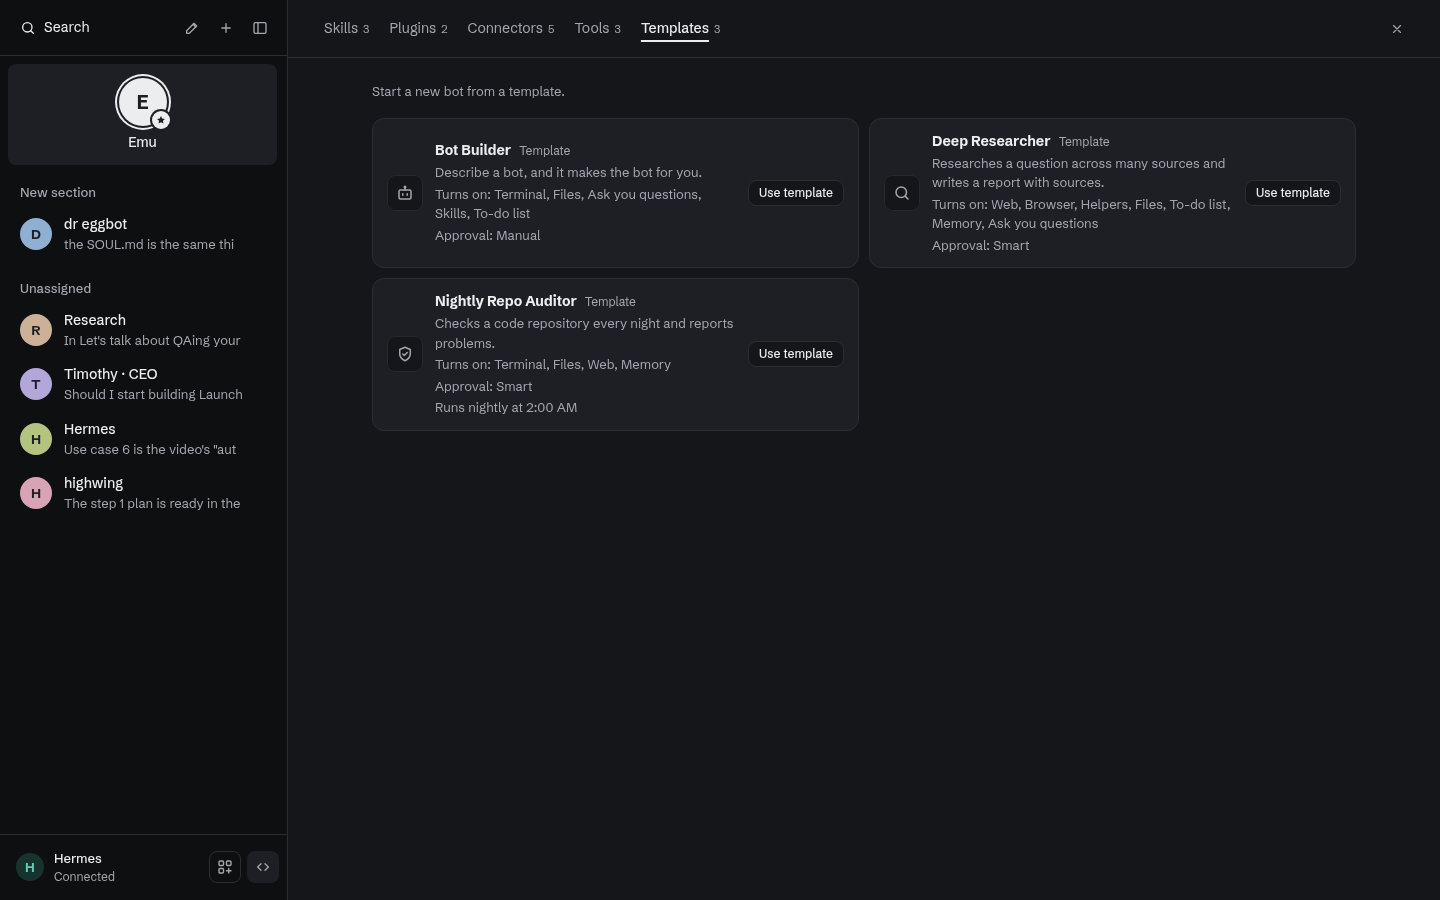 Search
E
Emu
New section
D
dr eggbot
the SOUL.md is the same thi
Unassigned
R
Research
In Let's talk about QAing your
T
Timothy · CEO
Should I start building Launch
H
Hermes
Use case 6 is the video's "aut
H
highwing
The step 1 plan is ready in the
H
Hermes
Connected
Skills 3 Plugins 2 Connectors 5 Tools 3 Templates 3
Start a new bot from a template.
Bot Builder Template
Describe a bot, and it makes the bot for you.
Turns on: Terminal, Files, Ask you questions,
Skills, To-do list
Approval: Manual
Use template
Deep Researcher Template
Researches a question across many sources and
writes a report with sources.
Turns on: Web, Browser, Helpers, Files, To-do list,
Memory, Ask you questions
Approval: Smart
Use template
Nightly Repo Auditor Template
Checks a code repository every night and reports
problems.
Turns on: Terminal, Files, Web, Memory
Approval: Smart
Runs nightly at 2:00 AM
Use template